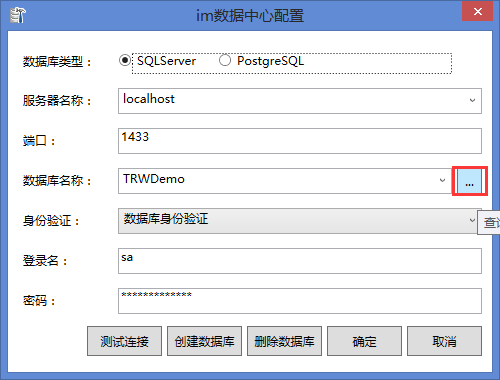 im数据中心配置
数据库类型： SQLServer PostgreSQL
服务器名称： localhost
端口： 1433
数据库名称： TRWDemo ...
身份验证： 数据库身份验证
登录名： sa
密码： *************
测试连接 创建数据库 删除数据库 确定 取消